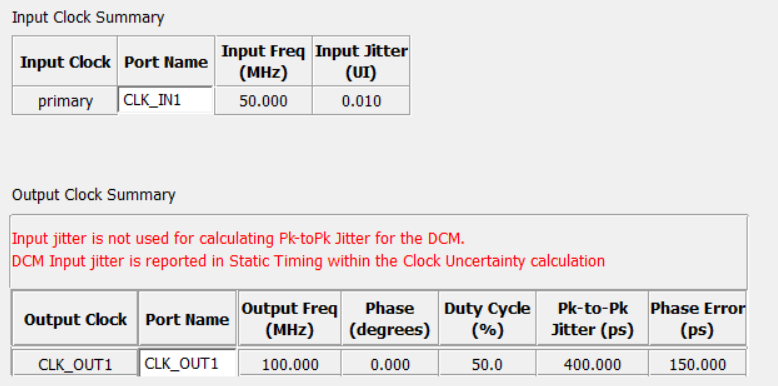 Input Clock Summary
Input Clock Port Name Input Freq (MHz) Input Jitter (UI)
primary CLK_IN1 50.000 0.010
Output Clock Summary
Input jitter is not used for calculating Pk-toPk Jitter for the DCM.
DCM Input jitter is reported in Static Timing within the Clock Uncertainty calculation
Output Clock Port Name Output Freq (MHz) Phase (degrees) Duty Cycle (%) Pk-to-Pk Jitter (ps) Phase Error (ps)
CLK_OUT1 CLK_OUT1 100.000 0.000 50.0 400.000 150.000